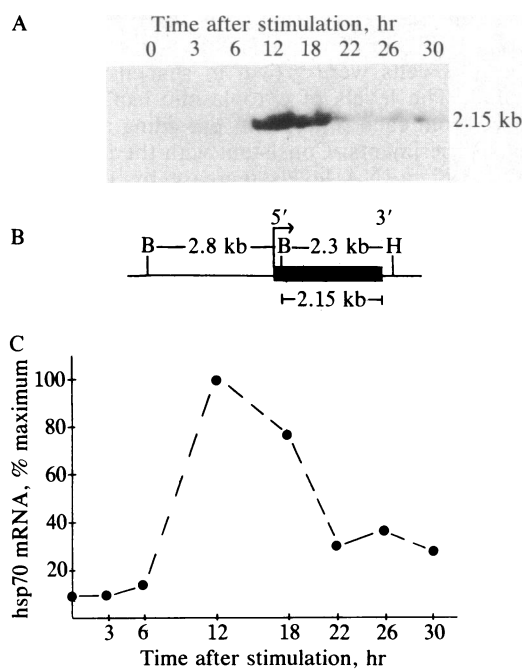 A
Time after stimulation, hr
0 3 6 12 18 22 26 30
2.15 kb
B
5' 3'
B 2.8 kb B 2.3 kb H
2.15 kb
C
hsp70 mRNA, % maximum
100
80
60
40
20
3 6 12 18 22 26 30
Time after stimulation, hr